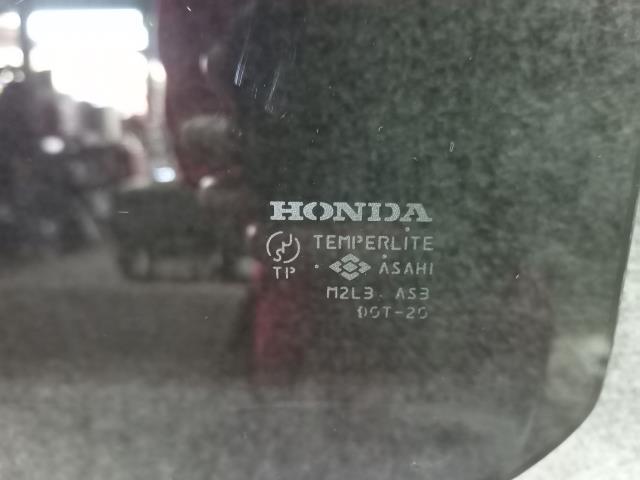 HONDA
TEMPERLITE
TP ASAHI
M2L3 AS3
DOT-20